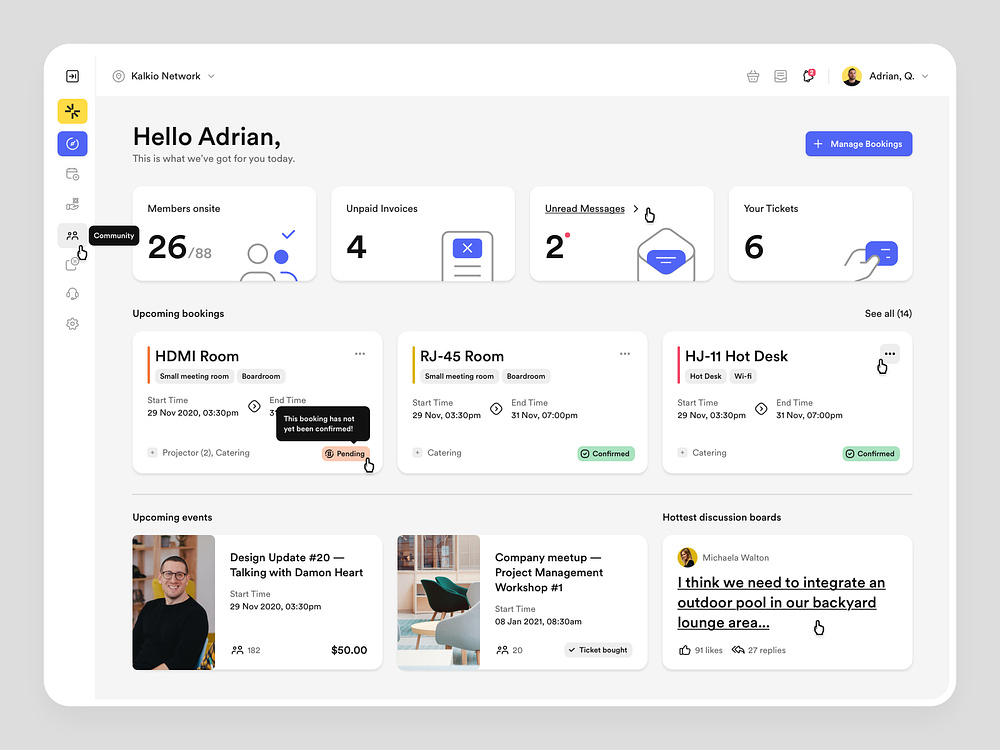 Kalkio Network
2
Adrian, Q.
Hello Adrian,
This is what we've got for you today.
Manage Bookings
Community
Members onsite
26/88
Unpaid Invoices
4
Unread Messages
2
Your Tickets
6
Upcoming bookings
See all (14)
HDMI Room
Small meeting room
Boardroom
Start Time
29 Nov 2020, 03:30pm
End Time
31
This booking has not
yet been confirmed!
Projector (2), Catering
Pending
RJ-45 Room
Small meeting room
Boardroom
Start Time
29 Nov, 03:30pm
End Time
31 Nov, 07:00pm
Catering
Confirmed
HJ-11 Hot Desk
Hot Desk
Wi-fi
Start Time
29 Nov, 03:30pm
End Time
31 Nov, 07:00pm
Catering
Confirmed
Upcoming events
Design Update #20 —
Talking with Damon Heart
Start Time
29 Nov 2020, 03:30pm
182
$50.00
Company meetup —
Project Management
Workshop #1
Start Time
08 Jan 2021, 08:30am
20
Ticket bought
Hottest discussion boards
Michaela Walton
I think we need to integrate an
outdoor pool in our backyard
lounge area...
91 likes
27 replies